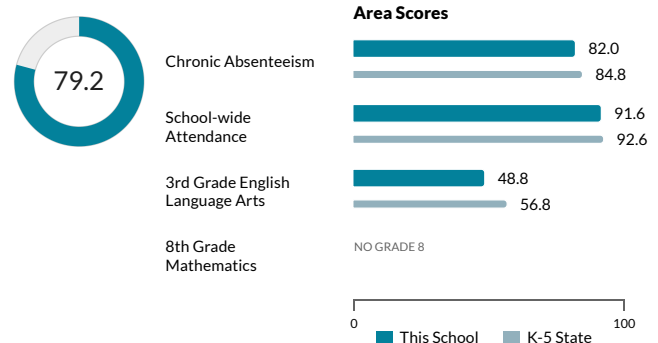 Area Scores
79.2
Chronic Absenteeism
82.0
84.8
School-wide
Attendance
91.6
92.6
3rd Grade English
Language Arts
48.8
56.8
8th Grade
Mathematics
NO GRADE 8
0
100
This School
K-5 State